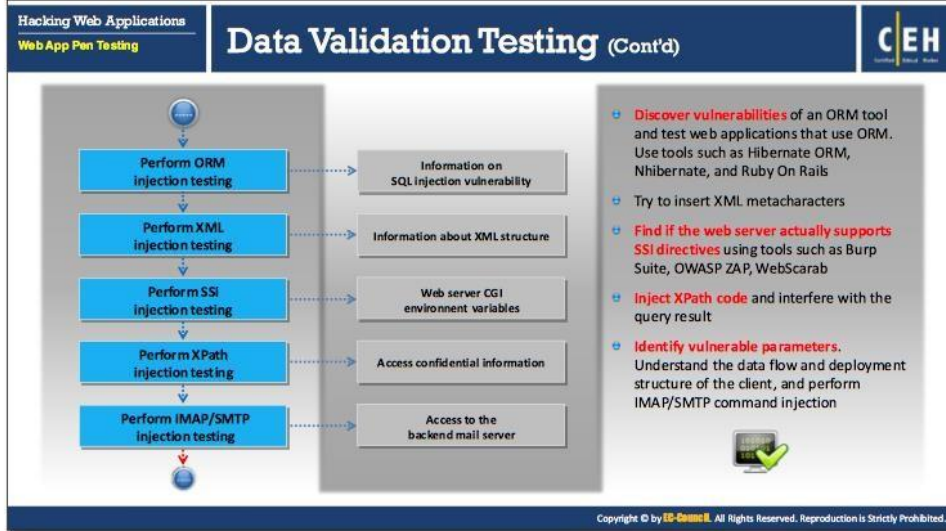 Hacking Web Applications
Web App Pen Testing
Data Validation Testing (Cont'd)
C|EH
Certified Ethical Hacker
Perform ORM
injection testing
Information on
SQL injection vulnerability
Perform XML
injection testing
Information about XML structure
Perform SSi
injection testing
Web server CGI
environnent variables
Perform XPath
injection testing
Access confidential information
Perform IMAP/SMTP
injection testing
Access to the
backend mail server
Discover vulnerabilities of an ORM tool
and test web applications that use ORM.
Use tools such as Hibernate ORM,
Nhibernate, and Ruby On Rails
Try to insert XML metacharacters
Find if the web server actually supports
SSI directives using tools such as Burp
Suite, OWASP ZAP, WebScarab
Inject XPath code and interfere with the
query result
Identify vulnerable parameters.
Understand the data flow and deployment
structure of the client, and perform
IMAP/SMTP command injection
Copyright © by EC-Council. All Rights Reserved. Reproduction is Strictly Prohibited.